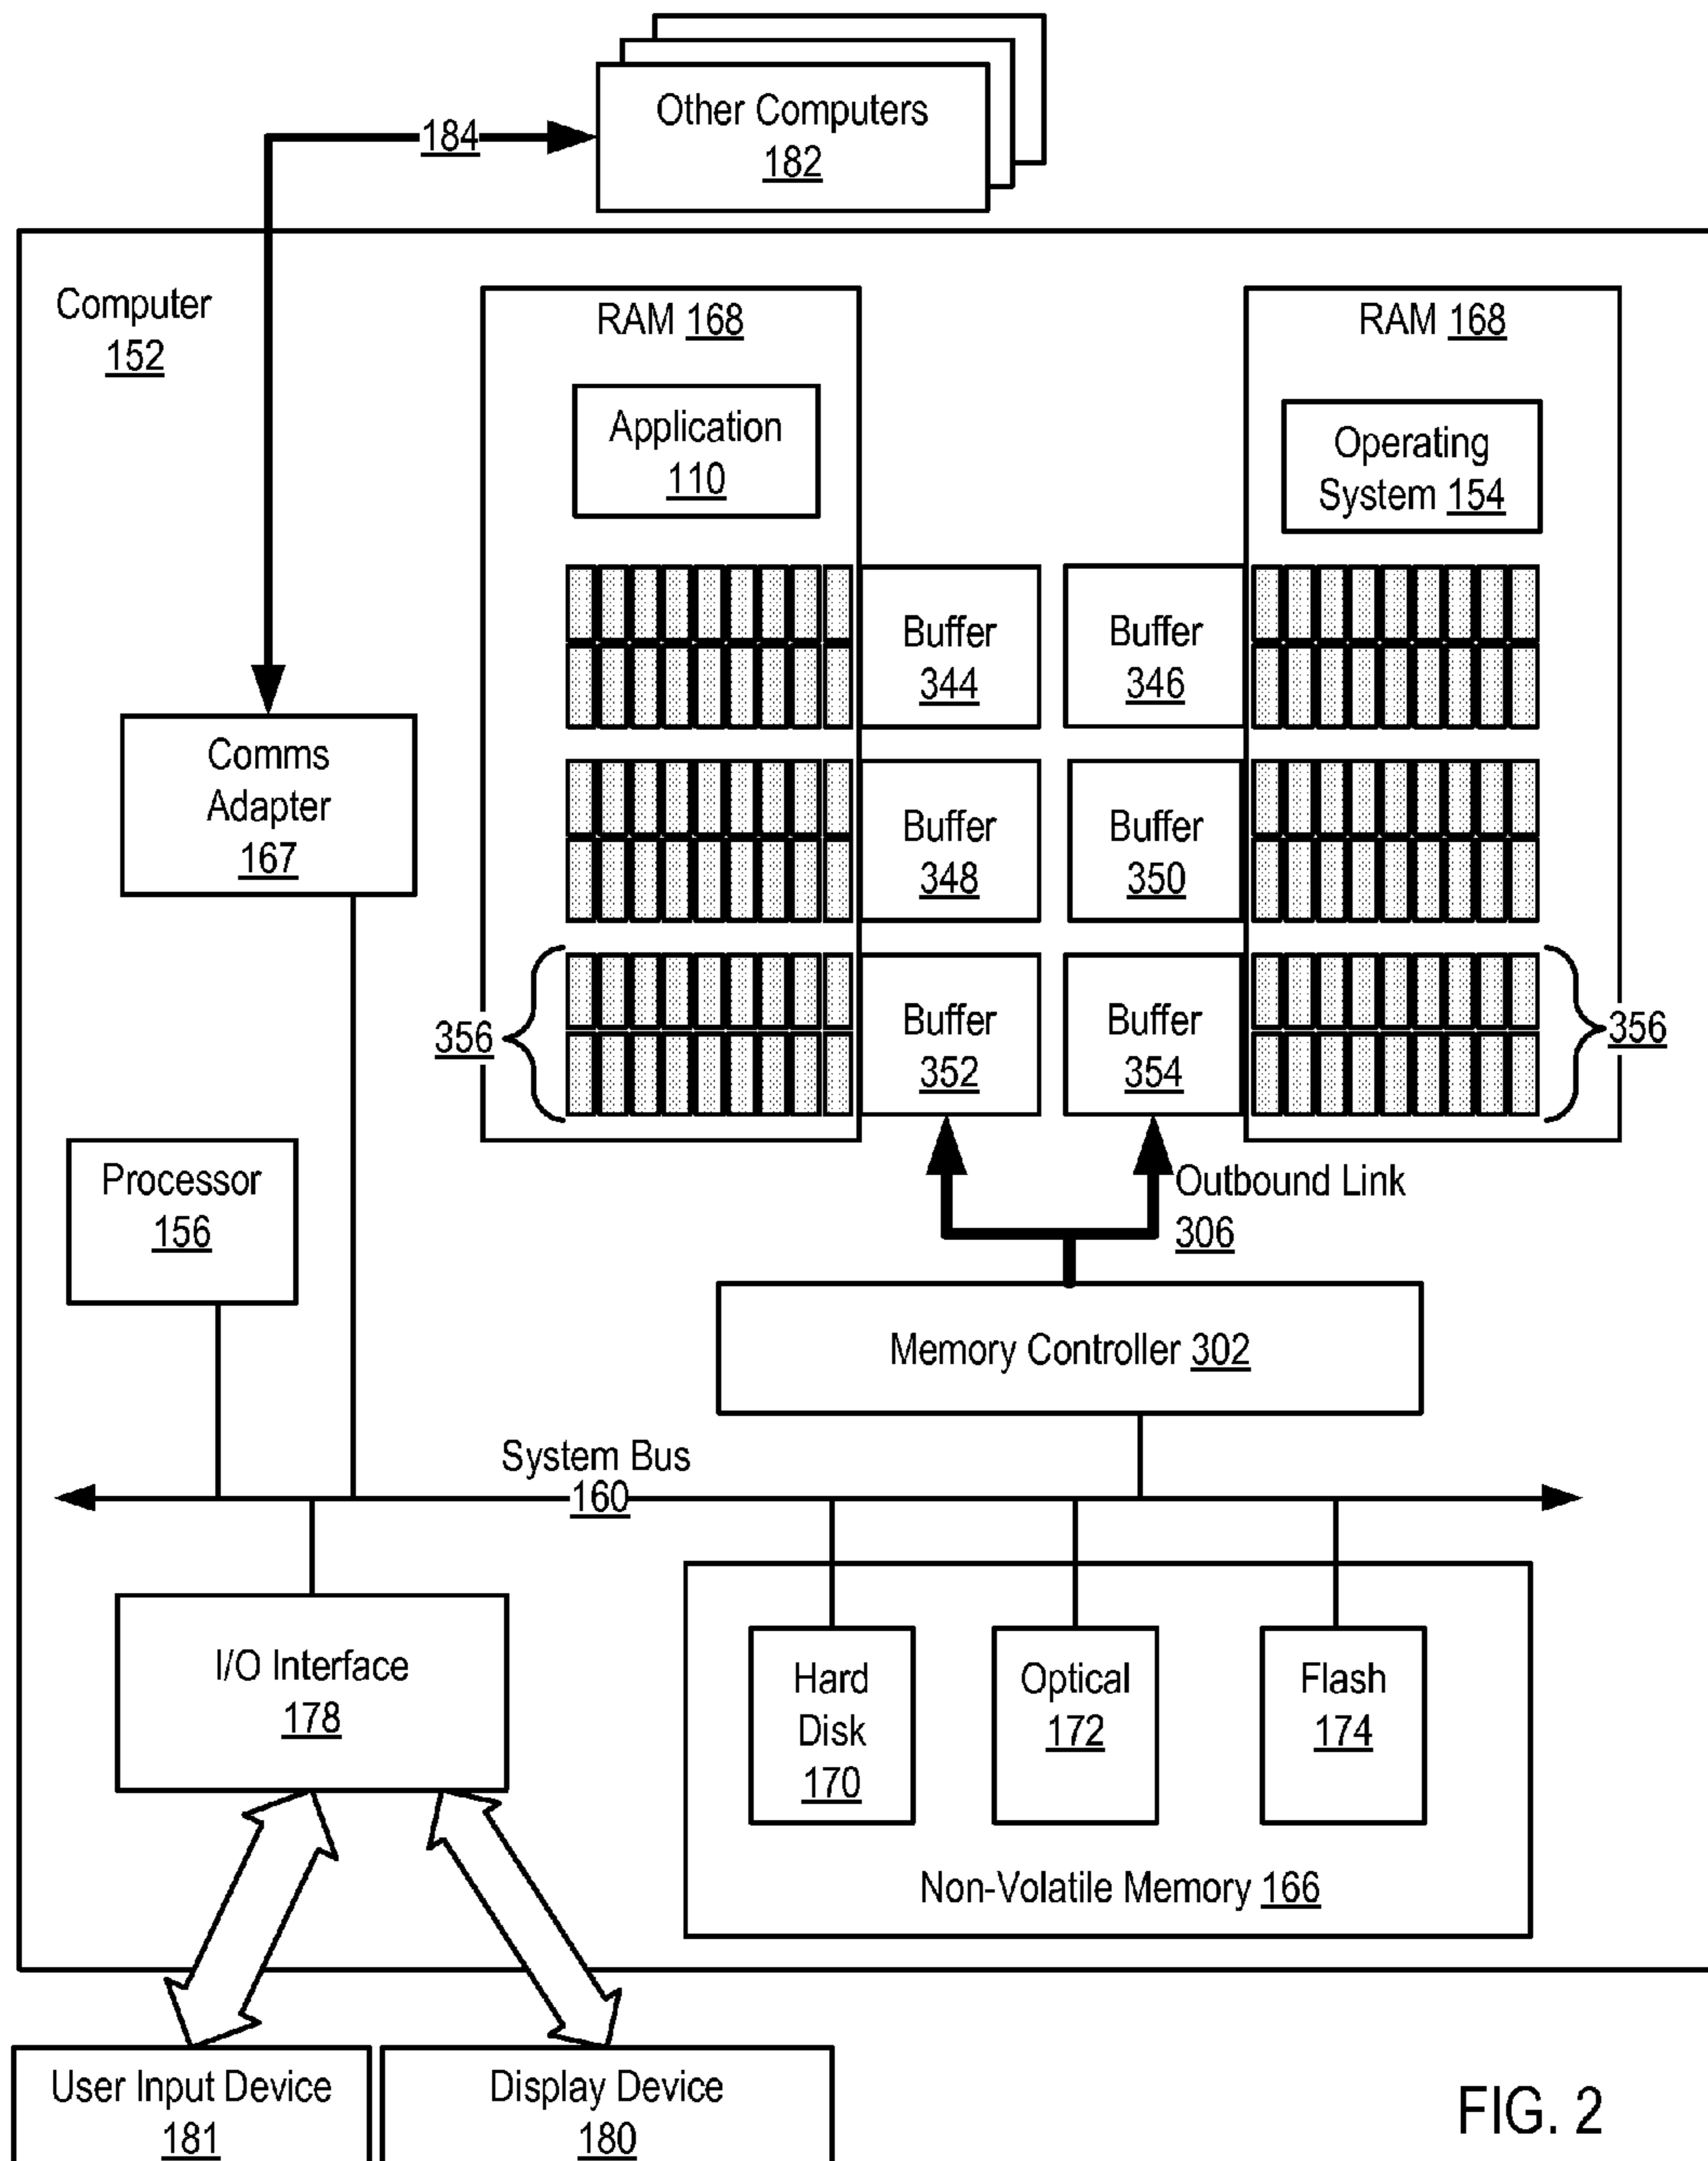 Other Computers
182
184
Computer
152
RAM 168
RAM 168
Application
110
Operating
System 154
Buffer
344
Buffer
346
Comms
Adapter
167
Buffer
348
Buffer
350
356
Buffer
352
Buffer
354
356
Processor
156
Outbound Link
306
Memory Controller 302
System Bus
160
I/O Interface
178
Hard
Disk
170
Optical
172
Flash
174
Non-Volatile Memory 166
User Input Device
181
Display Device
180
FIG. 2